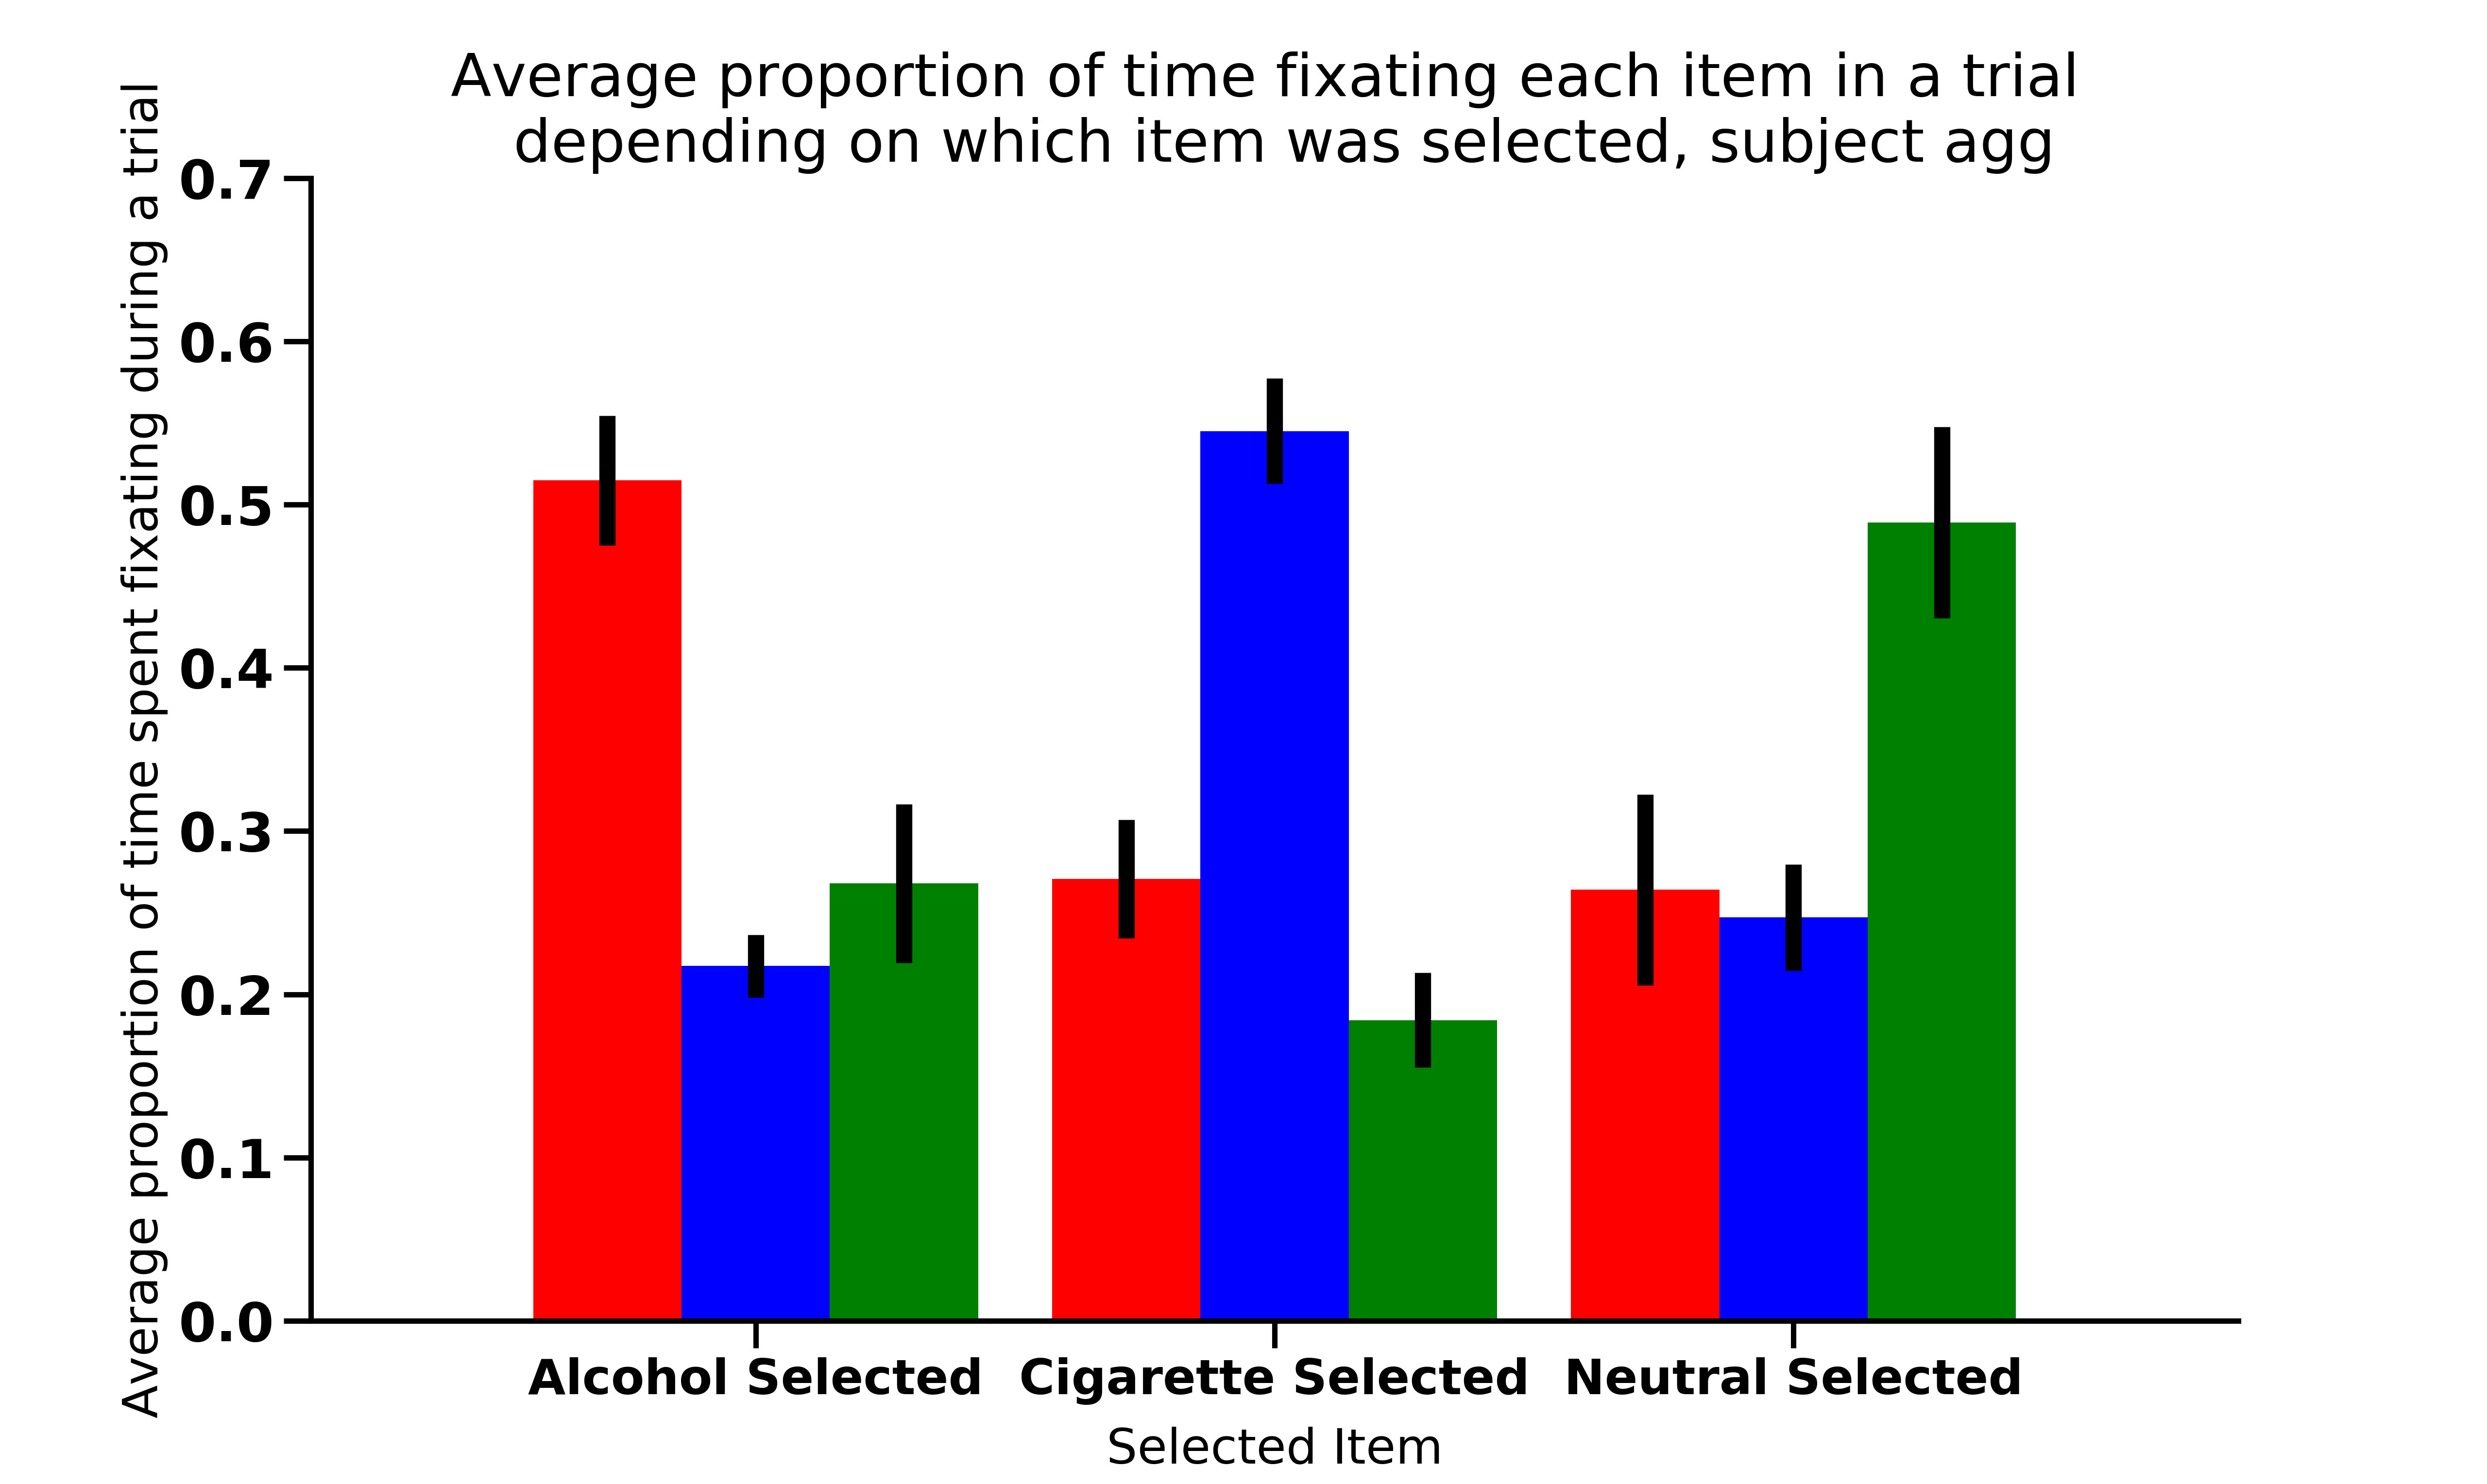 Average proportion of time fixating each item in a trial
depending on which item was selected, subject agg
Average proportion of time spent fixating during a trial
0.7
0.6
0.5
0.4
0.3
0.2
0.1
0.0
Alcohol Selected Cigarette Selected Neutral Selected
Selected Item